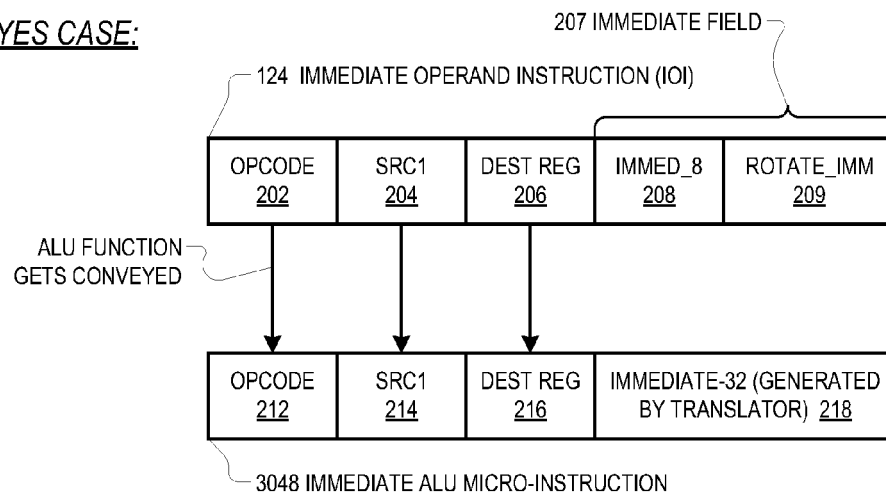 YES CASE:
207 IMMEDIATE FIELD
124 IMMEDIATE OPERAND INSTRUCTION (IOI)
OPCODE SRC1 DEST REG IMMED_8 ROTATE_IMM
202 204 206 208 209
ALU FUNCTION
GETS CONVEYED
OPCODE SRC1 DEST REG IMMEDIATE-32 (GENERATED
212 214 216 BY TRANSLATOR) 218
3048 IMMEDIATE ALU MICRO-INSTRUCTION